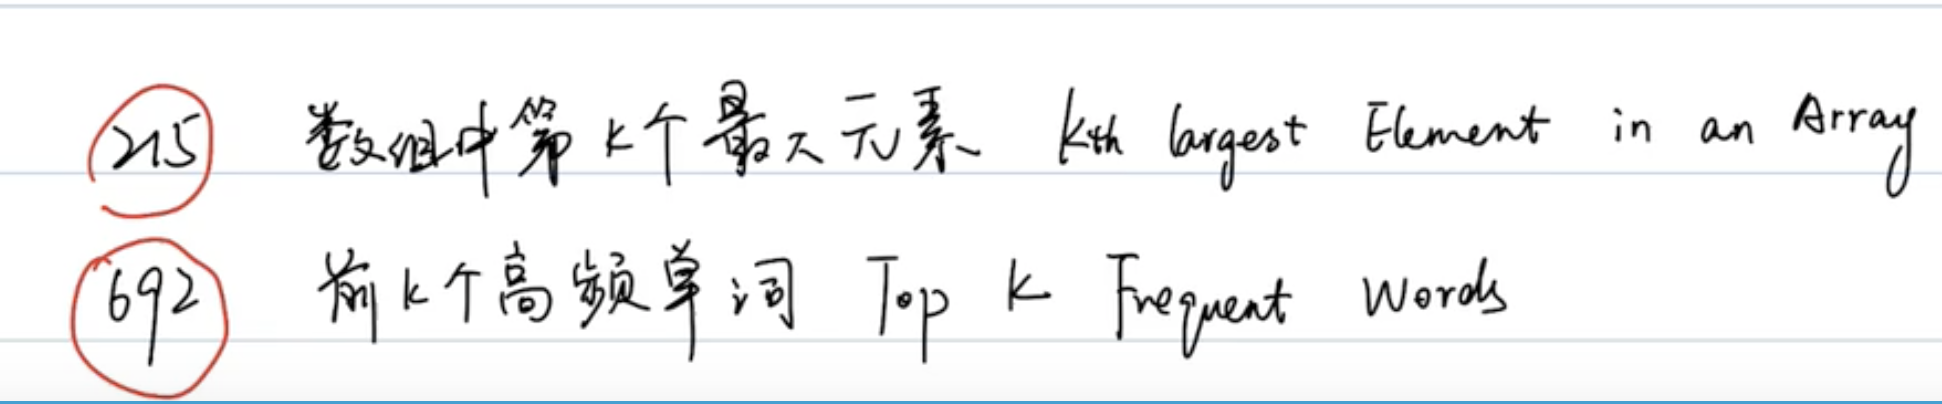 215 数组中第K个最大元素 Kth largest Element in an Array
692 前K个高频单词 Top K Frequent Words